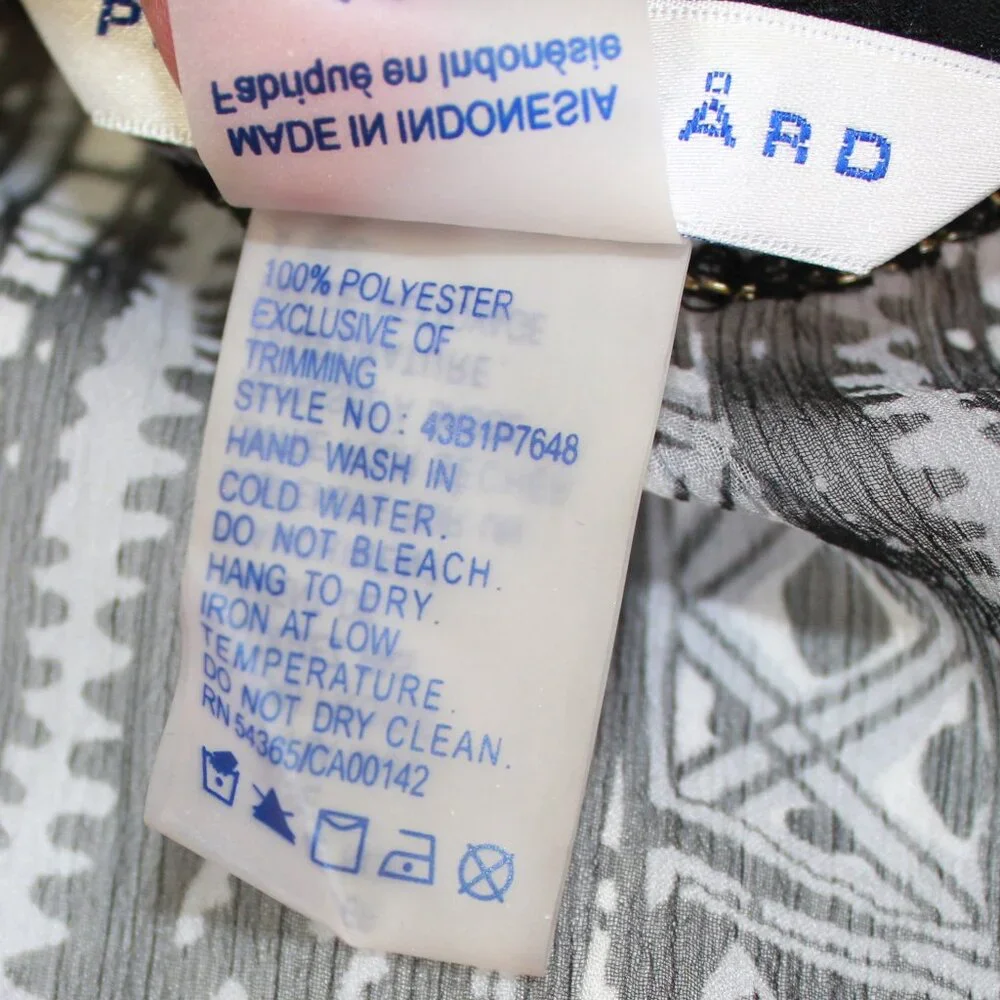 P
ÅRD
Fabriqué en Indonésie
MADE IN INDONESIA
100% POLYESTER
EXCLUSIVE OF
TRIMMING
STYLE NO: 43B1P7648
HAND WASH IN
COLD WATER.
DO NOT BLEACH.
HANG TO DRY.
IRON AT LOW
TEMPERATURE.
DO NOT DRY CLEAN.
RN 54365/CA00142